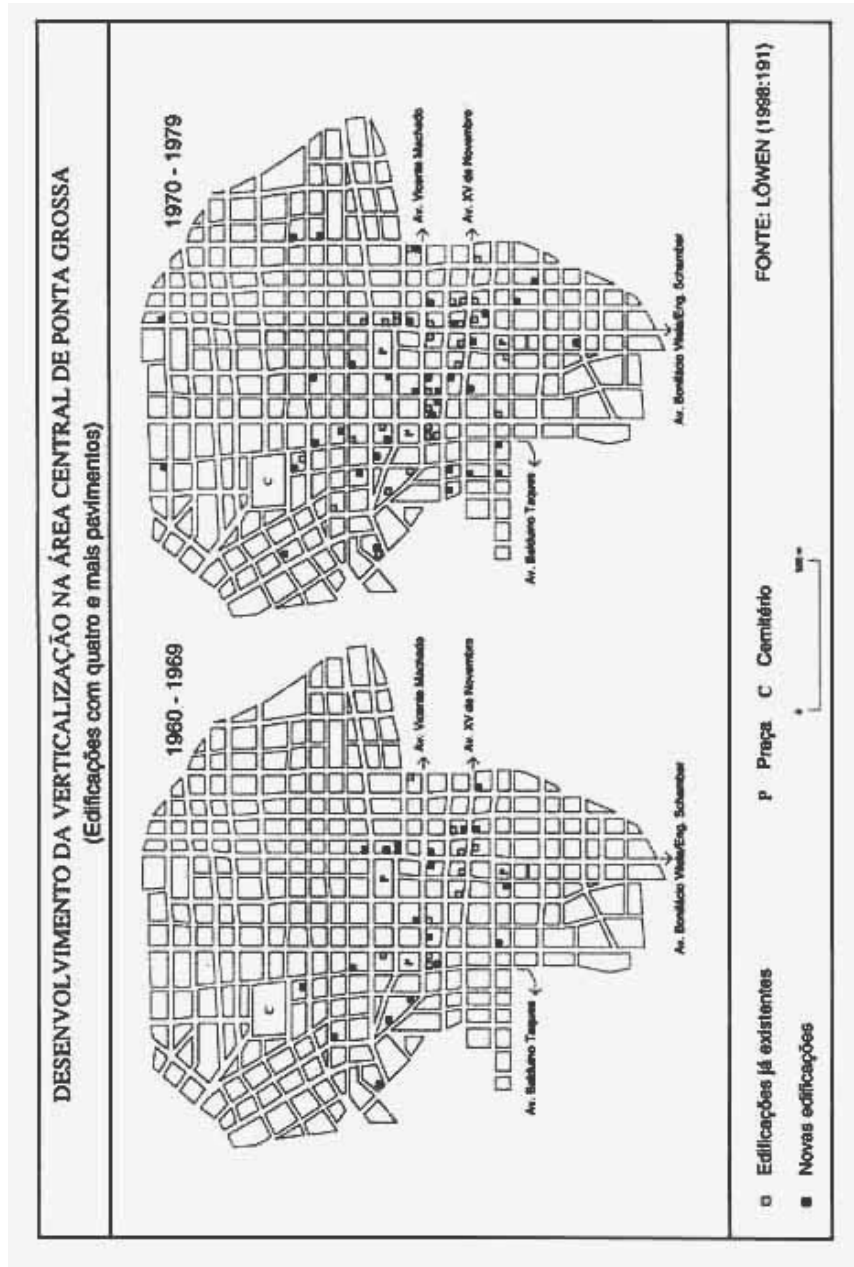 DESENVOLVIMENTO DA VERTICALIZAÇÃO NA ÁREA CENTRAL DE PONTA GROSSA
(Edificações com quatro e mais pavimentos)
1960 - 1969
C
P
P
P
Av. Vicente Machado
Av. XV de Novembro
Av. Balduino Taques
Av. Bonifácio Vilela/Eng. Schamber
1970 - 1979
C
P
P
P
Av. Vicente Machado
Av. XV de Novembro
Av. Balduino Taques
Av. Bonifácio Vilela/Eng. Schamber
Edificações já existentes
Novas edificações
P Praça C Cemitério
0
FONTE: LÖWEN (1998:191)